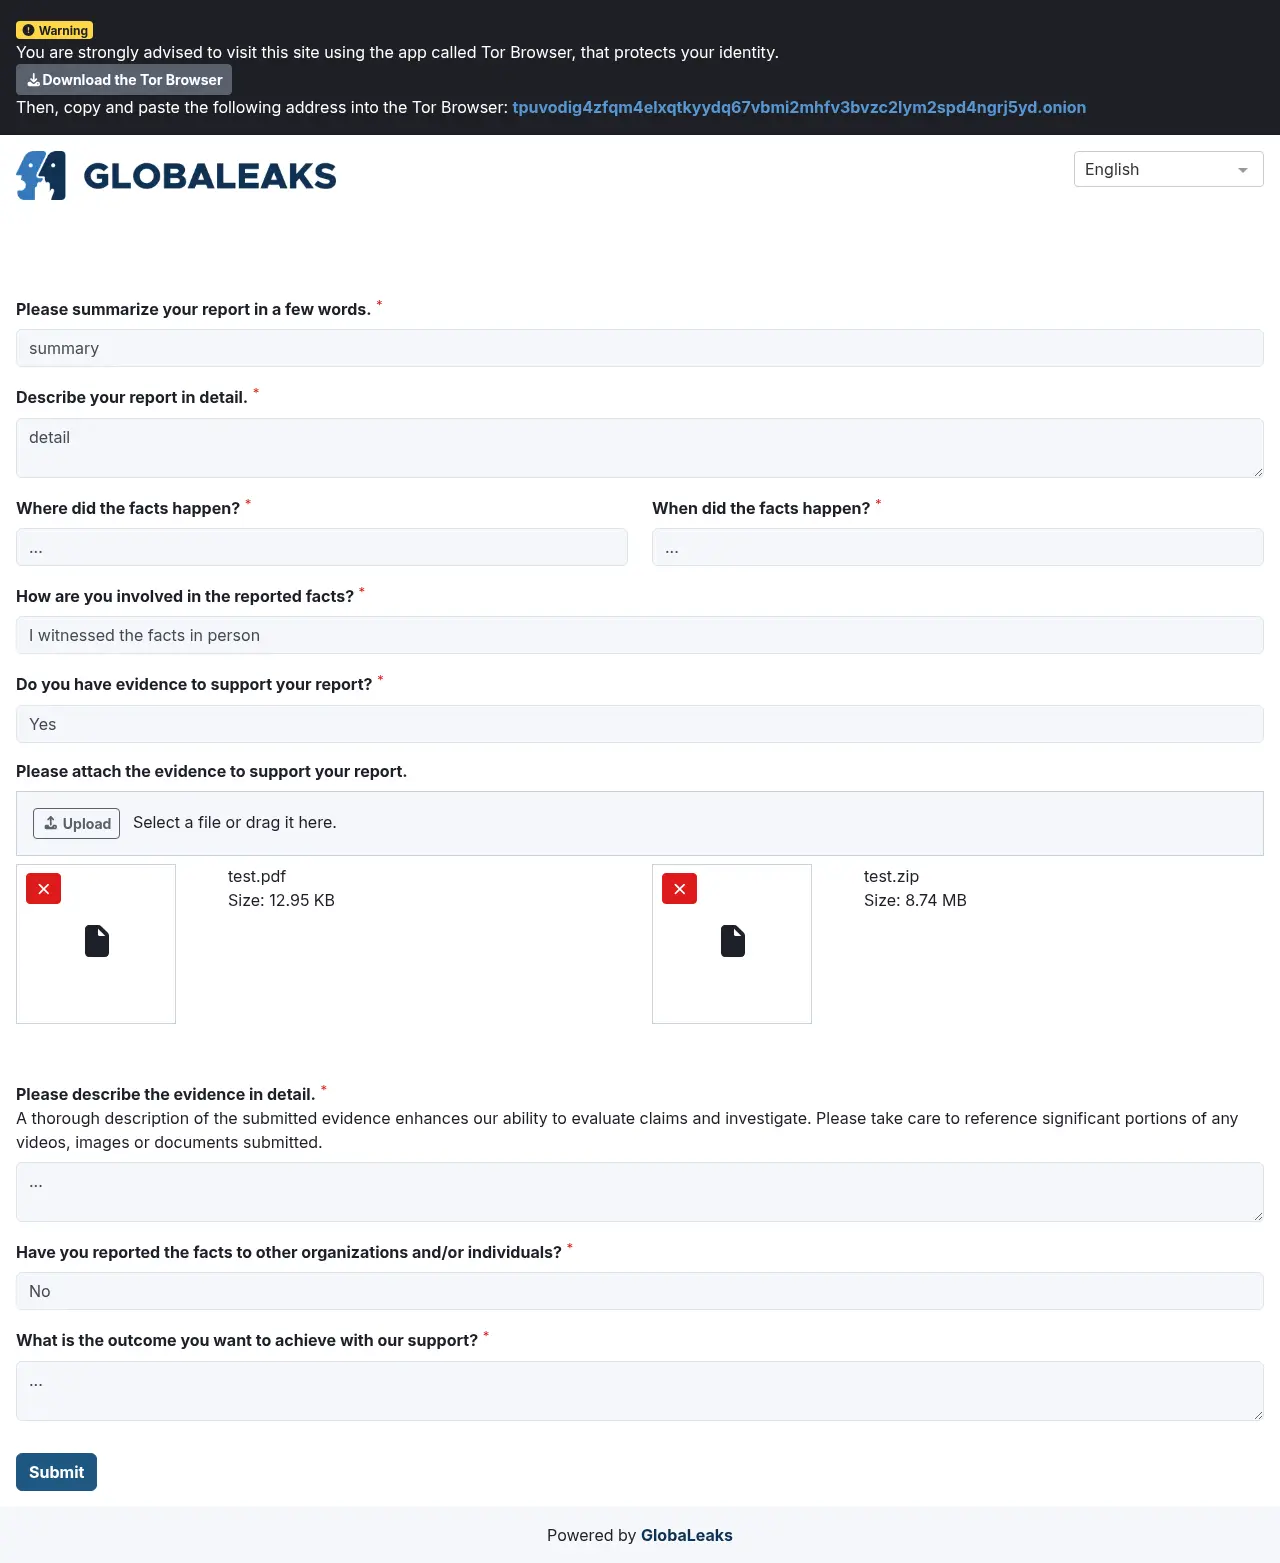 Warning
You are strongly advised to visit this site using the app called Tor Browser, that protects your identity.
Download the Tor Browser
Then, copy and paste the following address into the Tor Browser: tpuvodig4zfqm4elxqtkyydq67vbmi2mhfv3bvzc2lym2spd4ngrj5yd.onion
GLOBALEAKS
English
Please summarize your report in a few words. *
summary
Describe your report in detail. *
detail
Where did the facts happen? * When did the facts happen? *
... ...
How are you involved in the reported facts? *
I witnessed the facts in person
Do you have evidence to support your report? *
Yes
Please attach the evidence to support your report.
Upload Select a file or drag it here.
test.pdf test.zip
Size: 12.95 KB Size: 8.74 MB
Please describe the evidence in detail. *
A thorough description of the submitted evidence enhances our ability to evaluate claims and investigate. Please take care to reference significant portions of any
videos, images or documents submitted.
...
Have you reported the facts to other organizations and/or individuals? *
No
What is the outcome you want to achieve with our support? *
...
Submit
Powered by GlobaLeaks